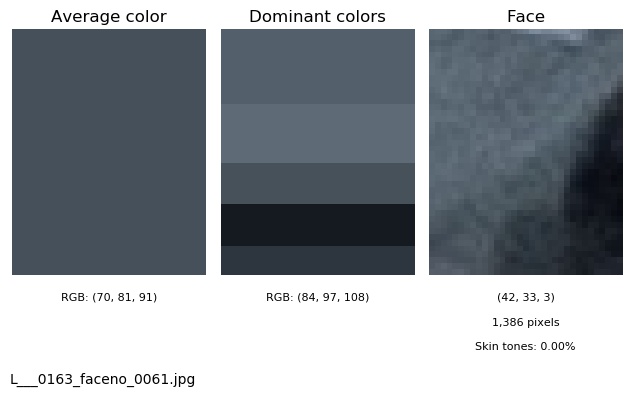 Average color
Dominant colors
Face
RGB: (70, 81, 91)
RGB: (84, 97, 108)
(42, 33, 3)
1,386 pixels
Skin tones: 0.00%
L___0163_faceno_0061.jpg